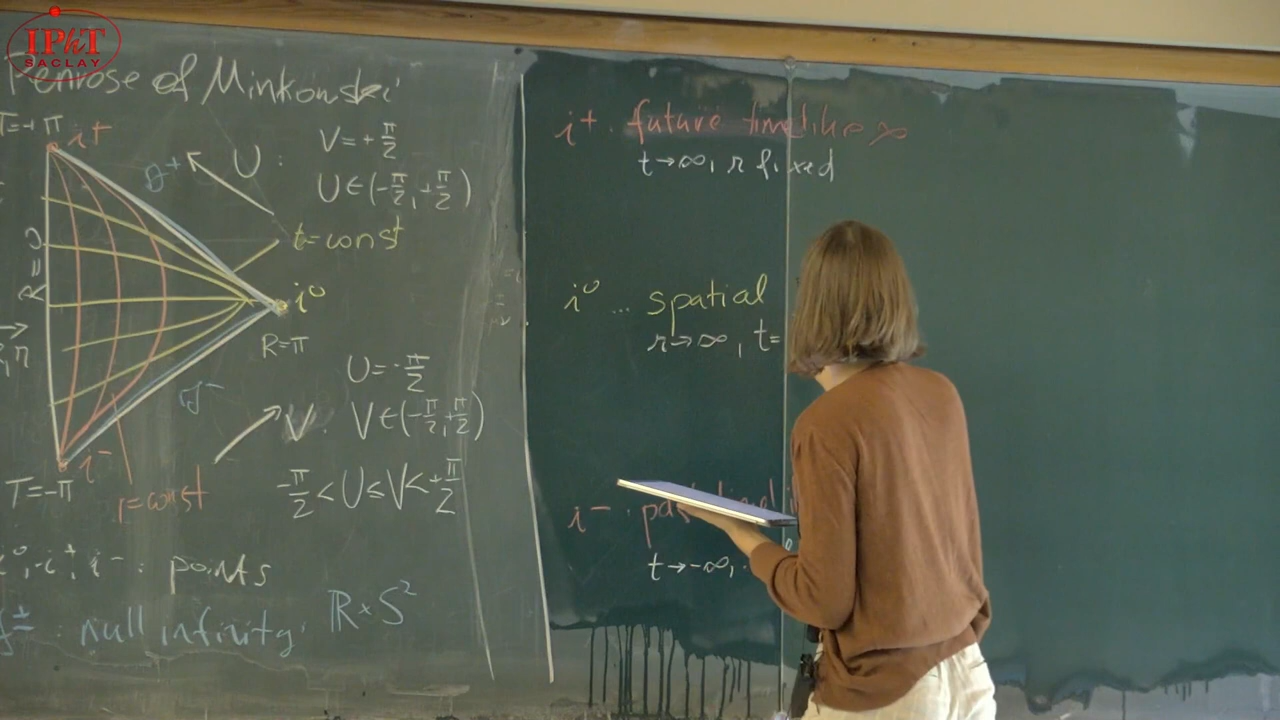 IPhT
SACLAY
Penrose of Minkowski
T=+π
i⁺
𝒥⁺
U:
V=+π/2
U∈(-π/2,+π/2)
t=const
R=0
i⁰
R=π
U=-π/2
𝒥⁻
V: V∈(-π/2,+π/2)
i⁻
T=-π
r=const
-π/2<U≤V<+π/2
i⁰, i⁺, i⁻: points
𝒥±: null infinity: ℝ×S²
i⁺: future timelike ∞
t→∞, r fixed
i⁰ ... spatial
r→∞, t=
i⁻:
t→-∞,